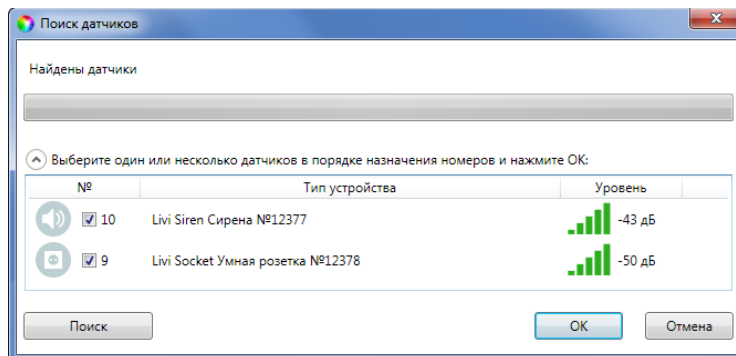 Поиск датчиков
Найдены датчики
Выберите один или несколько датчиков в порядке назначения номеров и нажмите ОК:
№ Тип устройства Уровень
10 Livi Siren Сирена №12377 -43 дБ
9 Livi Socket Умная розетка №12378 -50 дБ
Поиск ОК Отмена